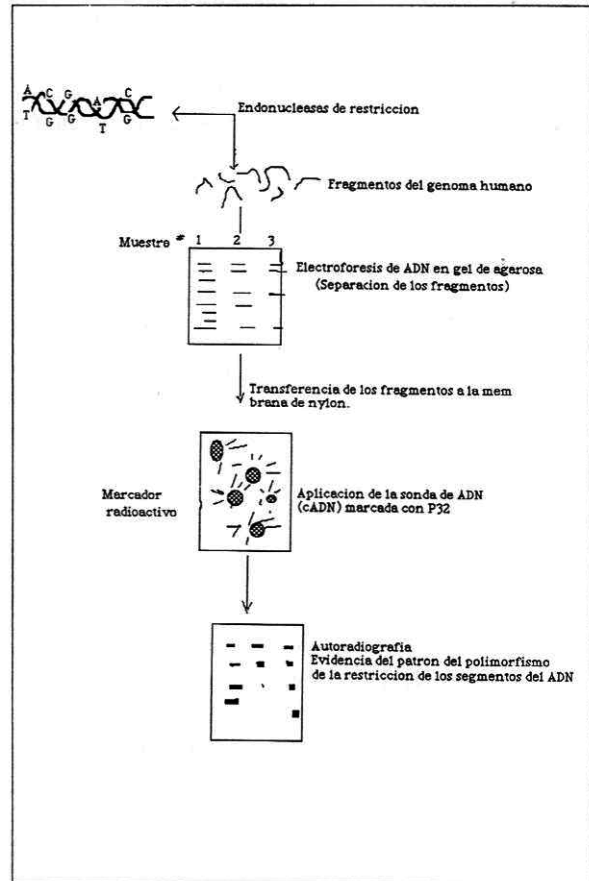 A C G A C
T G G T G
Endonucleasas de restriccion
Fragmentos del genoma humano
Muestro # 1 2 3
Electroforesis de ADN en gel de agarosa
(Separacion de los fragmentos)
Transferencia de los fragmentos a la mem
brana de nylon.
Marcador
radioactivo
Aplicacion de la sonda de ADN
(cADN) marcada con P32
Autoradiografia
Evidencia del patron del polimorfismo
de la restriccion de los segmentos del ADN